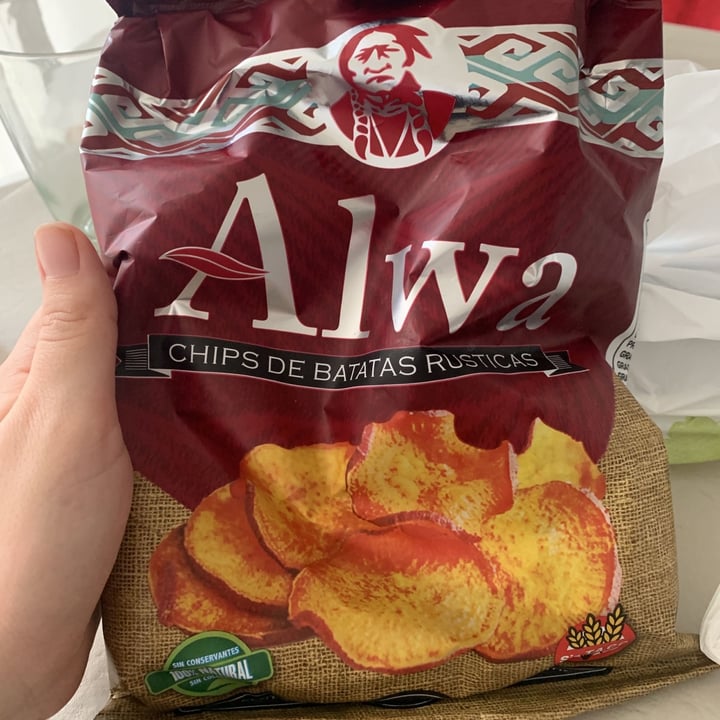 Alwa
CHIPS DE BATATAS RUSTICAS
SIN CONSERVANTES
100% NATURAL